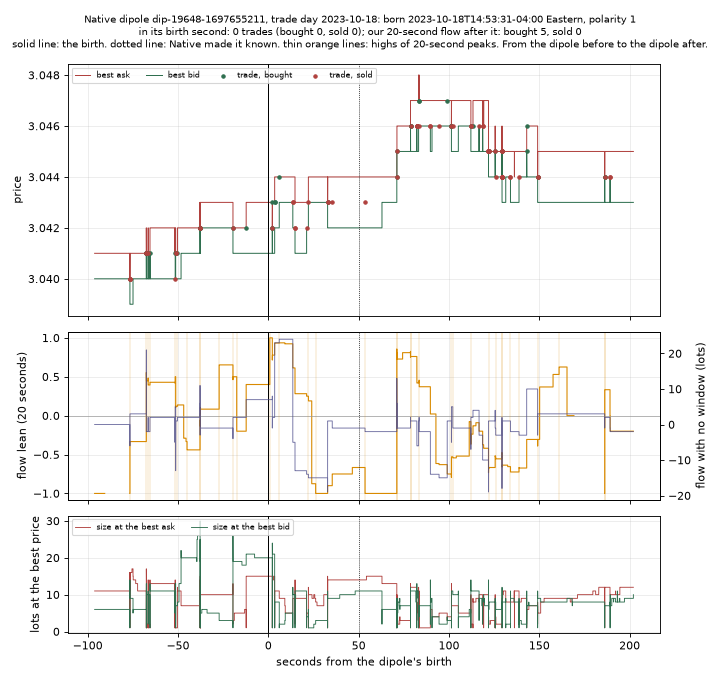 Native dipole dip-19648-1697655211, trade day 2023-10-18: born 2023-10-18T14:53:31-04:00 Eastern, polarity 1
in its birth second: 0 trades (bought 0, sold 0); our 20-second flow after it: bought 5, sold 0
solid line: the birth. dotted line: Native made it known. thin orange lines: highs of 20-second peaks. From the dipole before to the dipole after.
best ask
best bid
trade, bought
trade, sold
3.048
3.046
3.044
3.042
3.040
price
1.0
0.5
0.0
−0.5
−1.0
flow lean (20 seconds)
20
10
0
−10
−20
flow with no window (lots)
size at the best ask
size at the best bid
30
20
10
0
lots at the best price
−100
−50
0
50
100
150
200
seconds from the dipole's birth